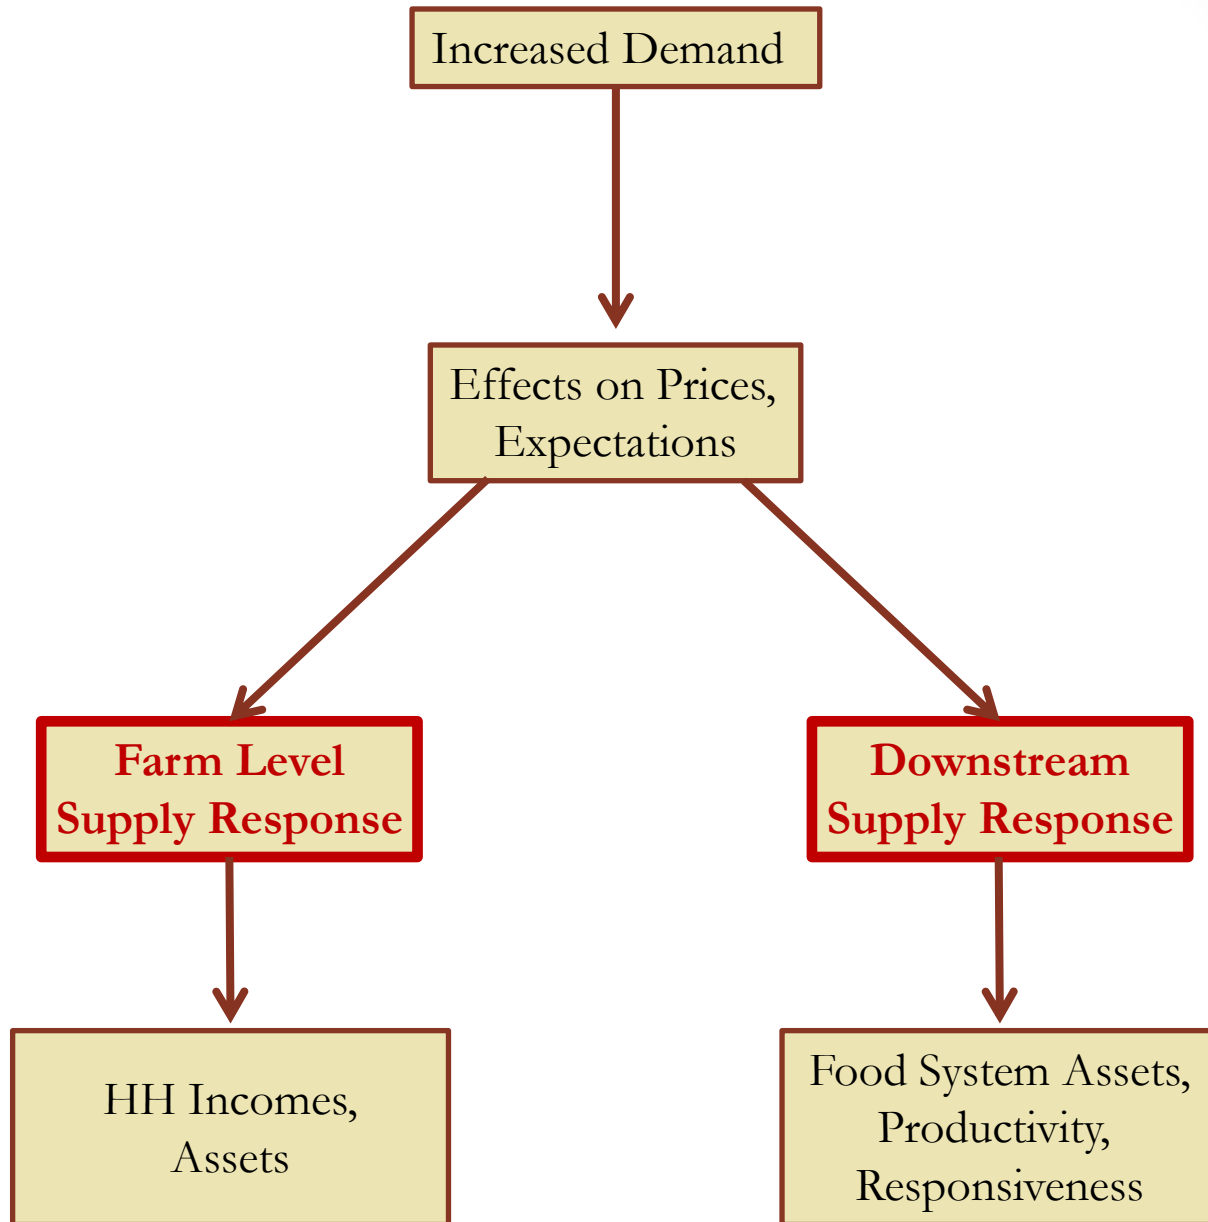 Increased Demand
Effects on Prices,
Expectations
Farm Level
Supply Response
Downstream
Supply Response
HH Incomes,
Assets
Food System Assets,
Productivity,
Responsiveness